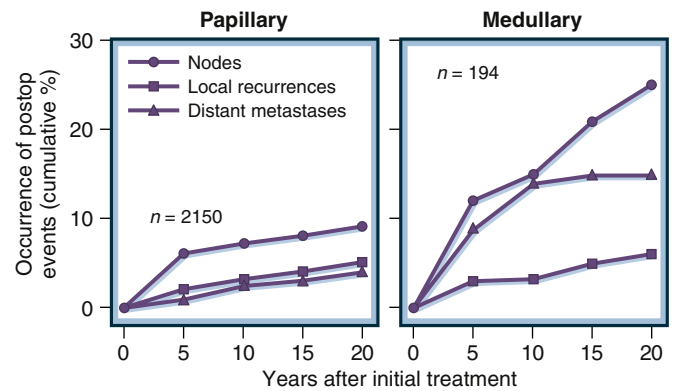 Papillary
Medullary
Occurrence of postop
events (cumulative %)
30
20
10
0
Nodes
Local recurrences
Distant metastases
n = 2150
n = 194
0 5 10 15 20
0 5 10 15 20
Years after initial treatment